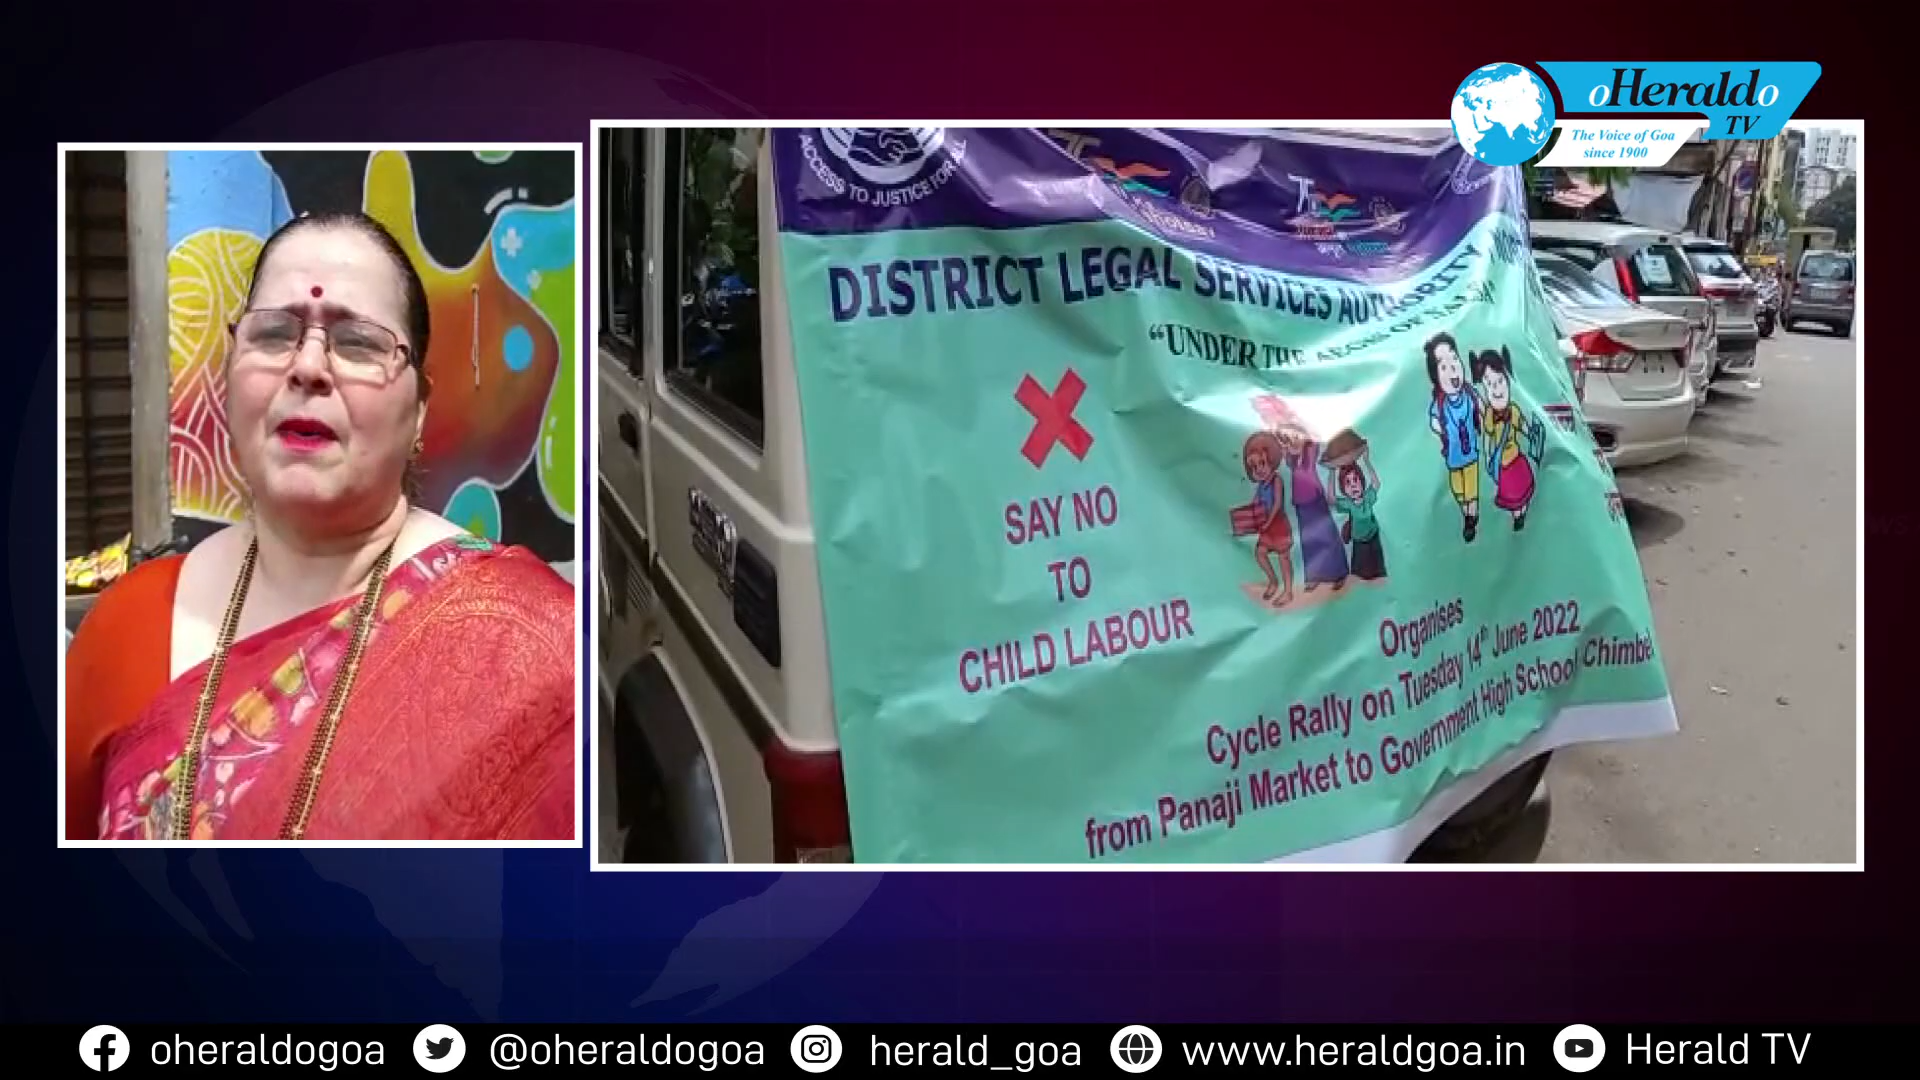 oHeraldo
TV
The Voice of Goa
since 1900
ACCESS TO JUSTICE FOR ALL
DISTRICT LEGAL SERVICES AUTHORITY
"UNDER THE
SAY NO
TO
CHILD LABOUR
Organises
Cycle Rally on Tuesday 14th June 2022
from Panaji Market to Government High School Chimbel
oheraldogoa
@oheraldogoa
herald_goa
www.heraldgoa.in
Herald TV